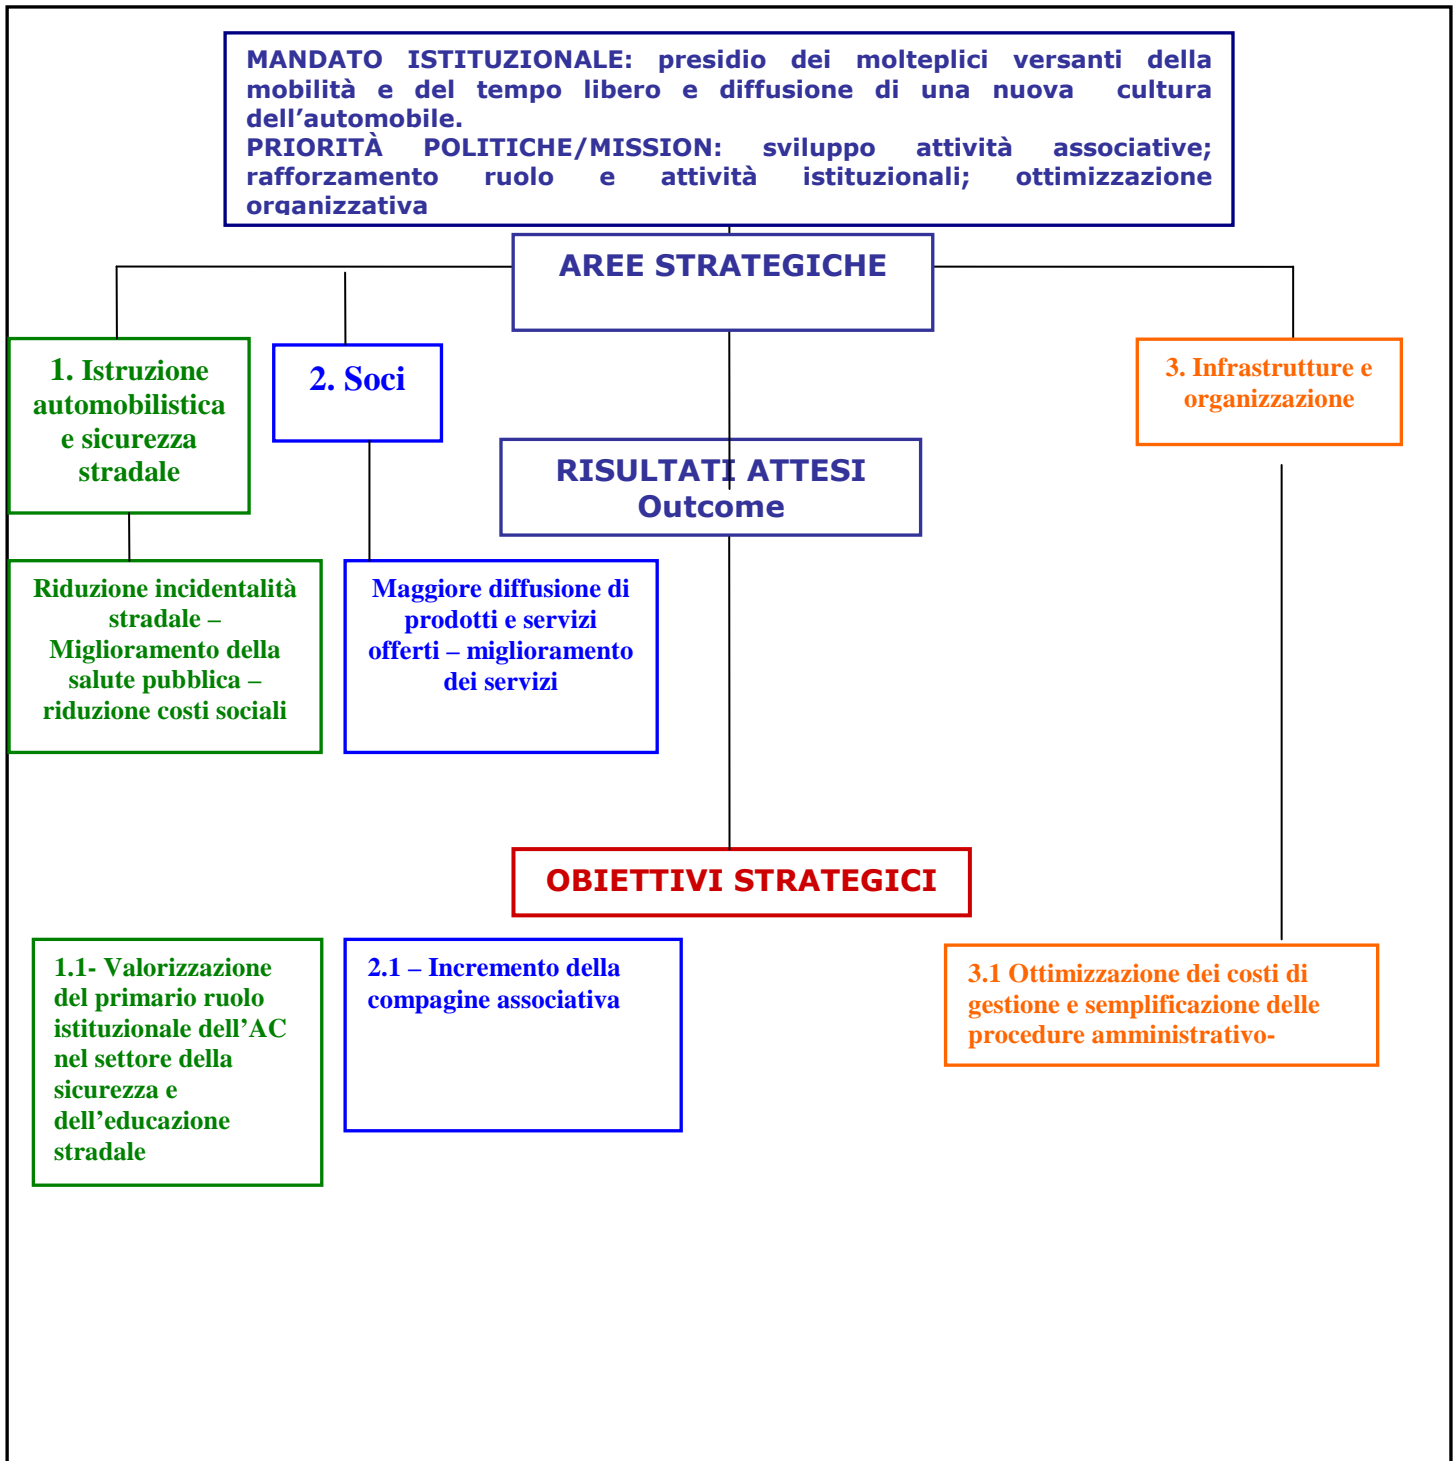 MANDATO ISTITUZIONALE: presidio dei molteplici versanti della
mobilità e del tempo libero e diffusione di una nuova cultura
dell’automobile.
PRIORITÀ POLITICHE/MISSION: sviluppo attività associative;
rafforzamento ruolo e attività istituzionali; ottimizzazione
organizzativa
AREE STRATEGICHE
1. Istruzione
automobilistica
e sicurezza
stradale
2. Soci
3. Infrastrutture e
organizzazione
RISULTATI ATTESI
Outcome
Riduzione incidentalità
stradale –
Miglioramento della
salute pubblica –
riduzione costi sociali
Maggiore diffusione di
prodotti e servizi
offerti – miglioramento
dei servizi
OBIETTIVI STRATEGICI
1.1- Valorizzazione
del primario ruolo
istituzionale dell’AC
nel settore della
sicurezza e
dell’educazione
stradale
2.1 – Incremento della
compagine associativa
3.1 Ottimizzazione dei costi di
gestione e semplificazione delle
procedure amministrativo-